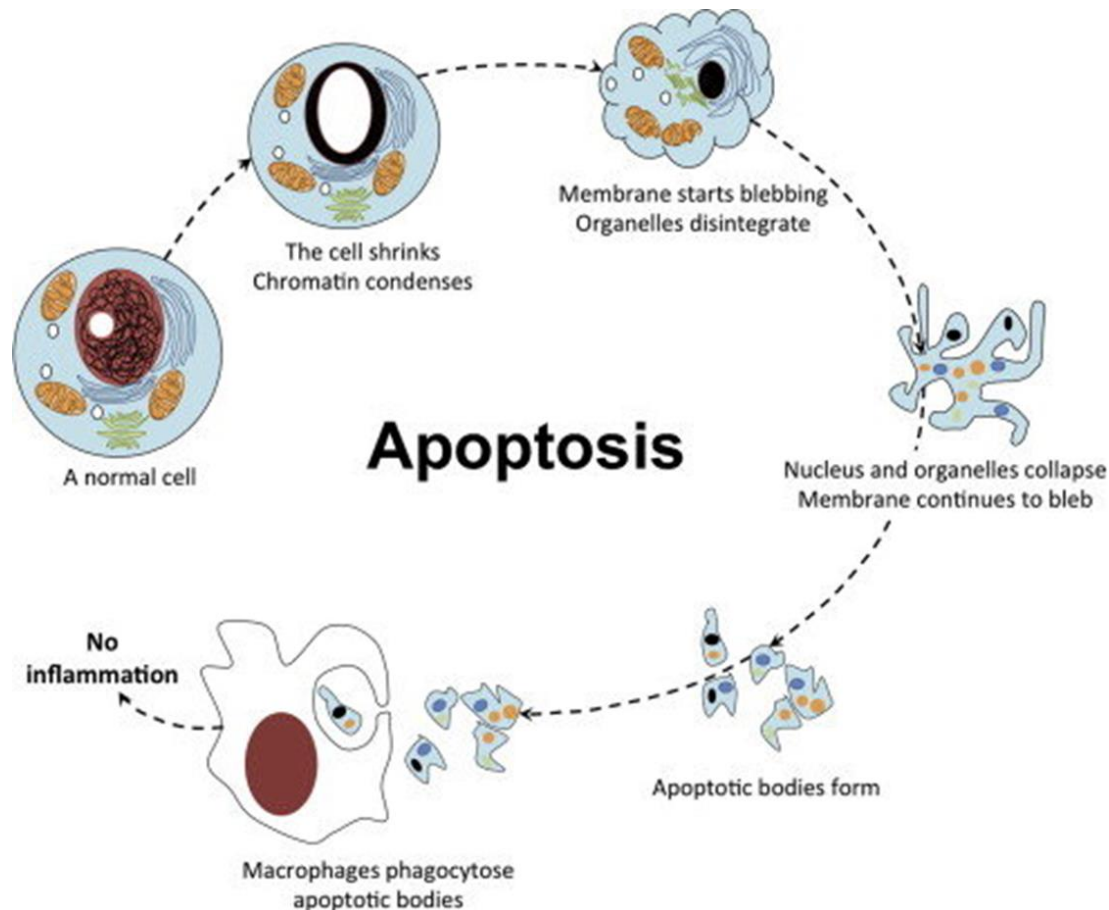 A normal cell
The cell shrinks
Chromatin condenses
Membrane starts blebbing
Organelles disintegrate
Apoptosis
Nucleus and organelles collapse
Membrane continues to bleb
Apoptotic bodies form
Macrophages phagocytose
apoptotic bodies
No
inflammation